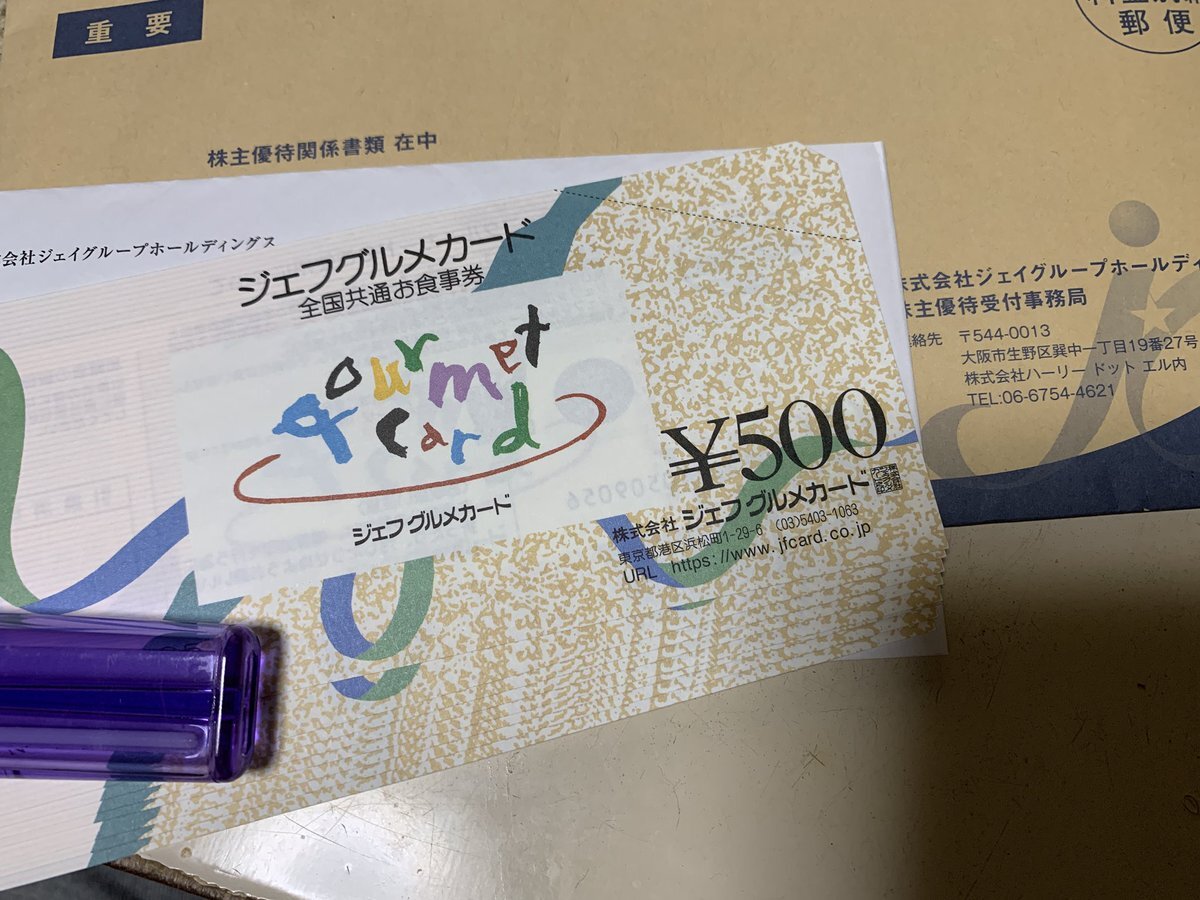 重要
郵便
株主優待関係書類 在中
会社ジェイグループホールディングス
ジェフグルメカード
全国共通お食事券
gourmet
card
ジェフグルメカード
¥500
株式会社 ジェフグルメカード
東京都港区浜松町1-29-6 (03)5403-1063
URL https://www.jfcard.co.jp
株式会社ジェイグループホールディ
株主優待受付事務局
絡先 〒544-0013
大阪市生野区巽中一丁目19番27号
株式会社ハーリー ドット エル内
TEL:06-6754-4621